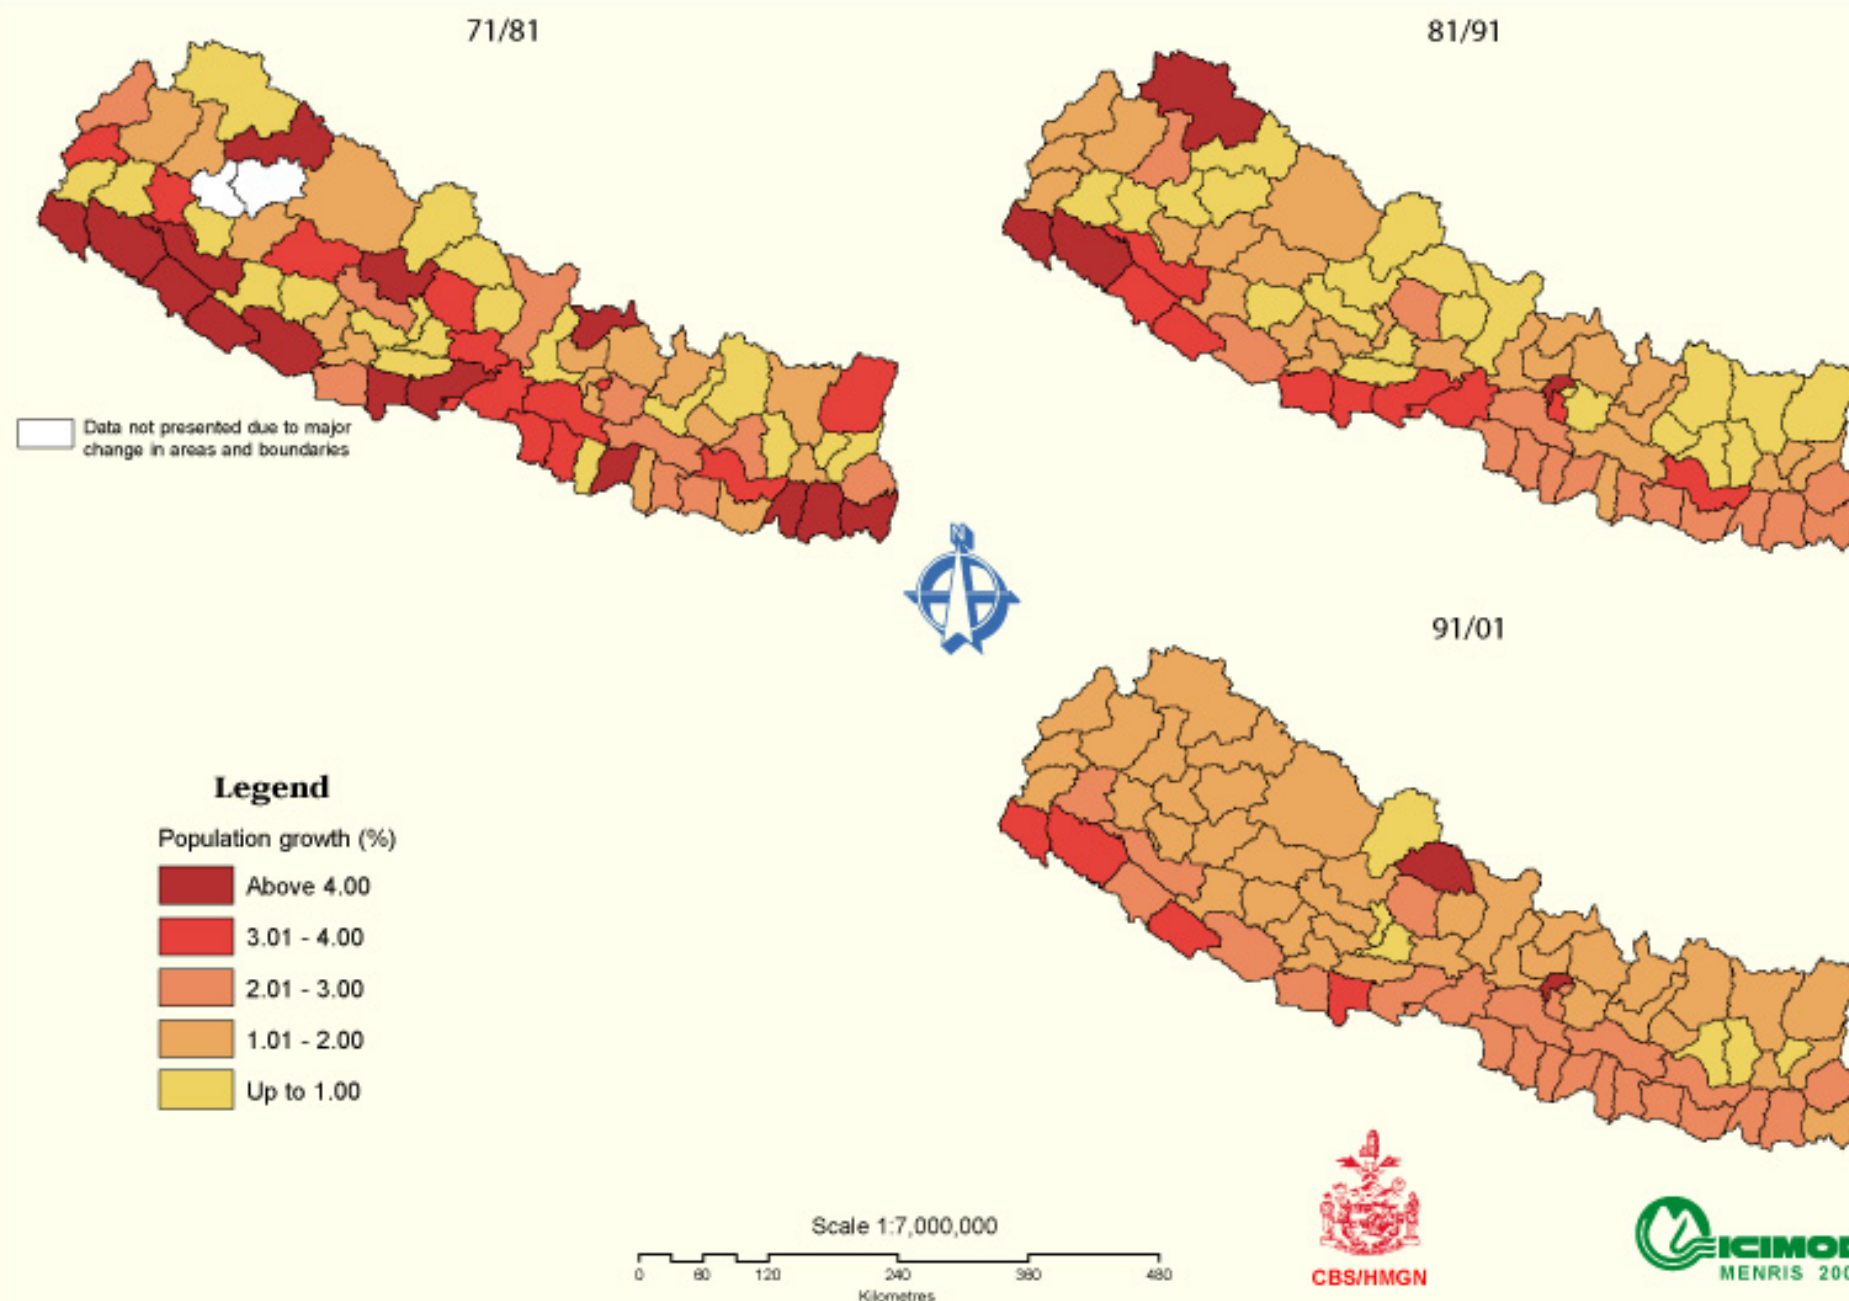 71/81
81/91
Data not presented due to major
change in areas and boundaries
N
91/01
Legend
Population growth (%)
Above 4.00
3.01 - 4.00
2.01 - 3.00
1.01 - 2.00
Up to 1.00
Scale 1:7,000,000
0 60 120 240 360 480
Kilometres
CBS/HMGN
ICIMOD
MENRIS 200